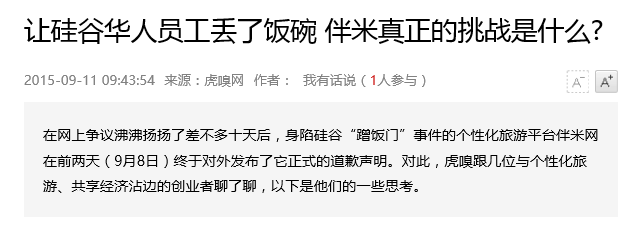 让硅谷华人员工丢了饭碗 伴米真正的挑战是什么?
2015-09-11 09:43:54 来源：虎嗅网 作者： 我有话说（1人参与） A- A+
在网上争议沸沸扬扬了差不多十天后，身陷硅谷“蹭饭门”事件的个性化旅游平台伴米网
在前两天（9月8日）终于对外发布了它正式的道歉声明。对此，虎嗅跟几位与个性化旅
游、共享经济沾边的创业者聊了聊，以下是他们的一些思考。